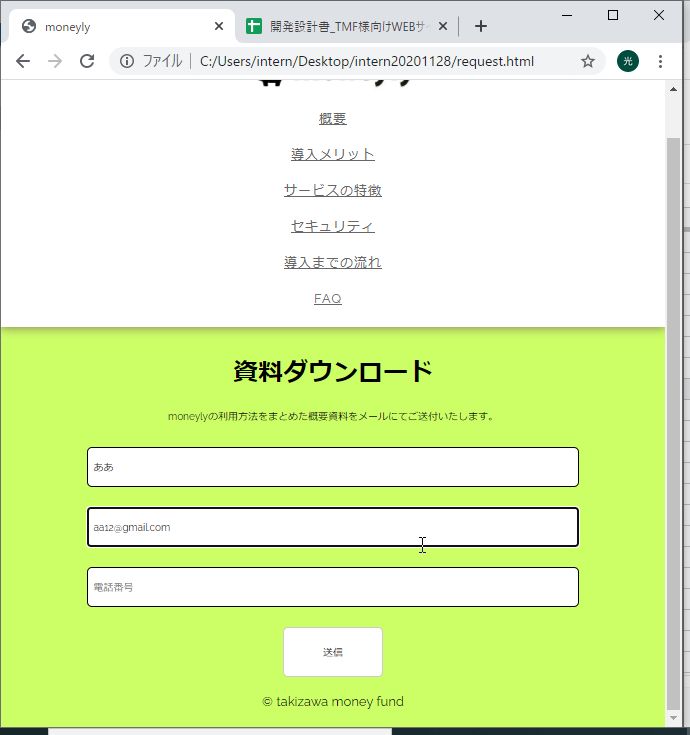 moneyly
開発設計書_TMF様向けWEBサ
ファイル
C:/Users/intern/Desktop/intern20201128/request.html
光
概要
導入メリット
サービスの特徴
セキュリティ
導入までの流れ
FAQ
資料ダウンロード
moneylyの利用方法をまとめた概要資料をメールにてご送付いたします。
ああ
aa12@gmail.com
電話番号
送信
© takizawa money fund